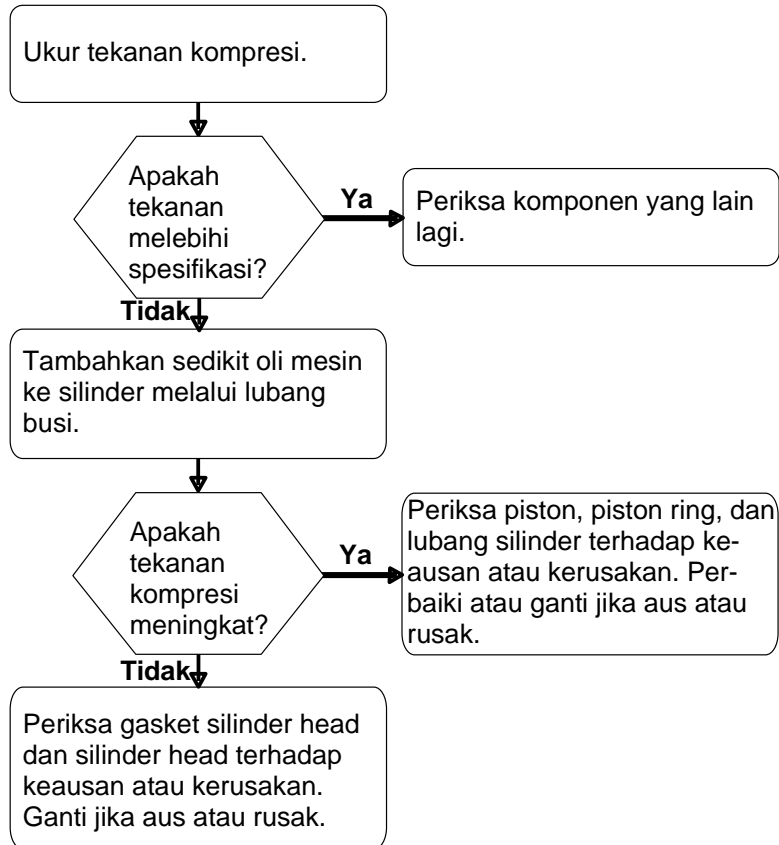 Ukur tekanan kompresi.
Apakah
tekanan
melebihi
spesifikasi?
Ya
Periksa komponen yang lain
lagi.
Tidak
Tambahkan sedikit oli mesin
ke silinder melalui lubang
busi.
Apakah
tekanan
kompresi
meningkat?
Ya
Periksa piston, piston ring, dan
lubang silinder terhadap ke-
ausan atau kerusakan. Per-
baiki atau ganti jika aus atau
rusak.
Tidak
Periksa gasket silinder head
dan silinder head terhadap
keausan atau kerusakan.
Ganti jika aus atau rusak.